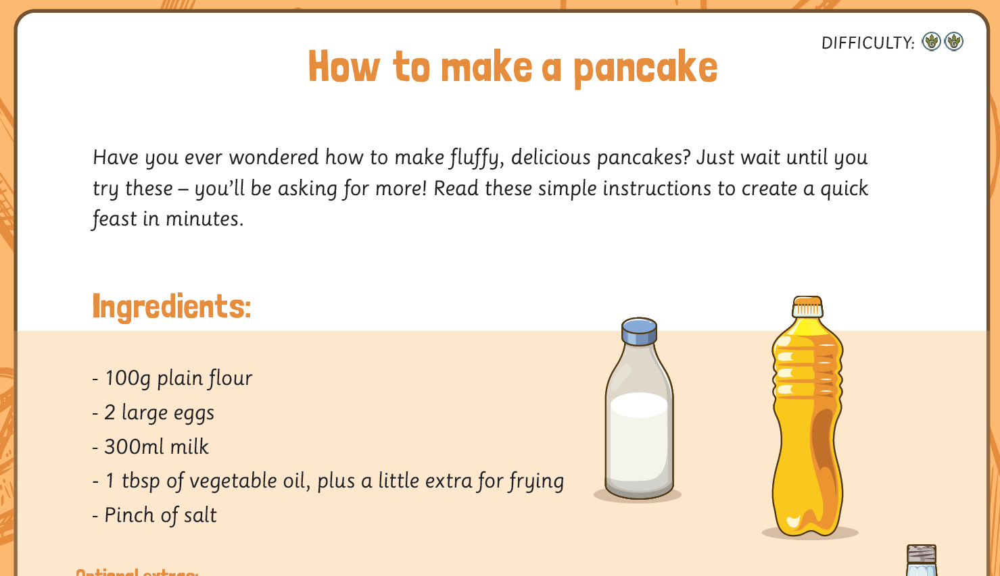 DIFFICULTY:
How to make a pancake
Have you ever wondered how to make fluffy, delicious pancakes? Just wait until you
try these – you’ll be asking for more! Read these simple instructions to create a quick
feast in minutes.
Ingredients:
- 100g plain flour
- 2 large eggs
- 300ml milk
- 1 tbsp of vegetable oil, plus a little extra for frying
- Pinch of salt
Optional extras: